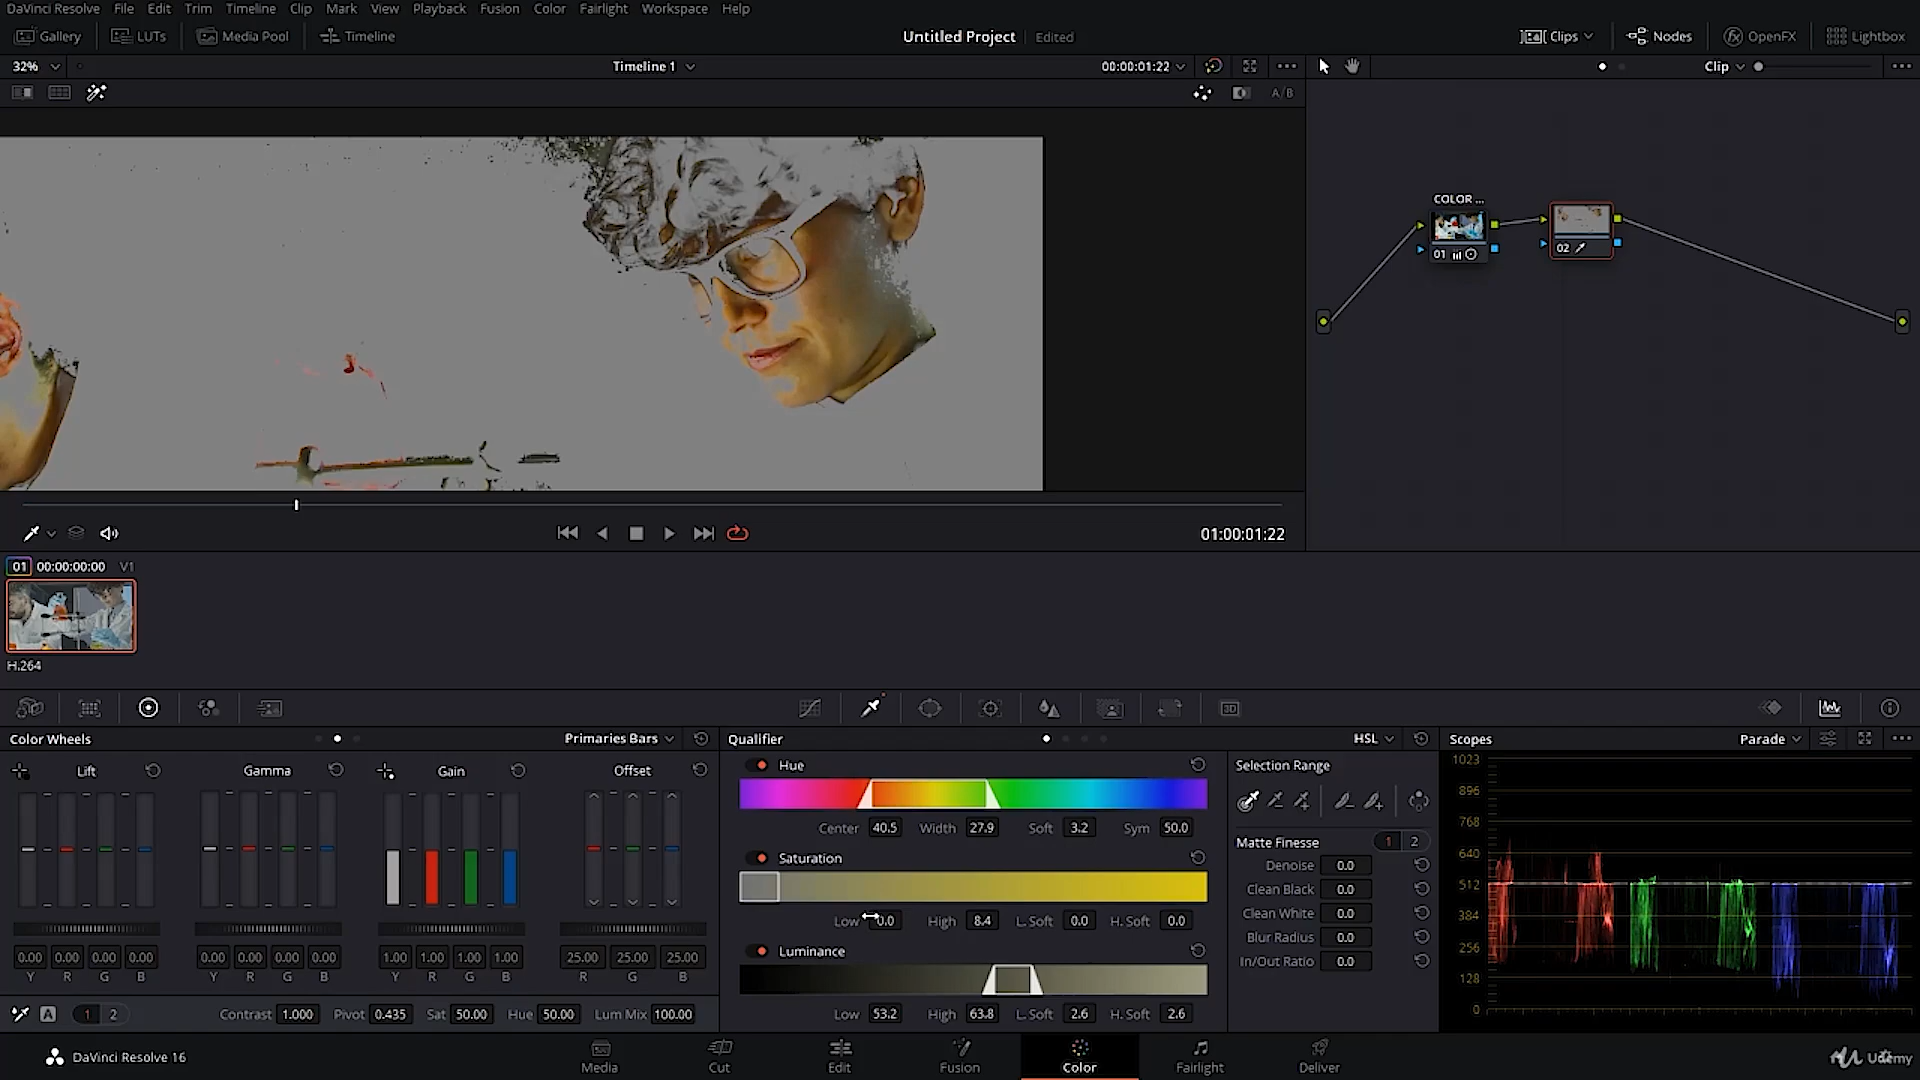 DaVinci Resolve File Edit Trim Timeline Clip Mark View Playback Fusion Color Fairlight Workspace Help
Gallery LUTs Media Pool Timeline Untitled Project Edited Clips Nodes OpenFX Lightbox
32% Timeline 1 00:00:01:22 Clip
A/B
COLOR ...
01
02
01:00:01:22
01 00:00:00:00 V1
H.264
3D
Color Wheels Primaries Bars Qualifier HSL Scopes Parade
Lift Gamma Gain Offset
Hue
Center 40.5 Width 27.9 Soft 3.2 Sym 50.0
Saturation
Low 0.0 High 8.4 L. Soft 0.0 H. Soft 0.0
Luminance
Low 53.2 High 63.8 L. Soft 2.6 H. Soft 2.6
Selection Range
Matte Finesse 1 2
Denoise 0.0
Clean Black 0.0
Clean White 0.0
Blur Radius 0.0
In/Out Ratio 0.0
1023
896
768
640
512
384
256
128
0
0.00 0.00 0.00 0.00 0.00 0.00 0.00 0.00 1.00 1.00 1.00 1.00 25.00 25.00 25.00
Y R G B Y R G B Y R G B R G B
A 1 2 Contrast 1.000 Pivot 0.435 Sat 50.00 Hue 50.00 Lum Mix 100.00
DaVinci Resolve 16 Media Cut Edit Fusion Color Fairlight Deliver
Udemy